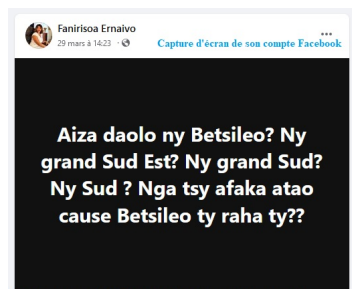 Fanirisoa Ernaivo
29 mars à 14:23 ·
Capture d'écran de son compte Facebook
Aiza daolo ny Betsileo? Ny
grand Sud Est? Ny grand Sud?
Ny Sud ? Nga tsy afaka atao
cause Betsileo ty raha ty??